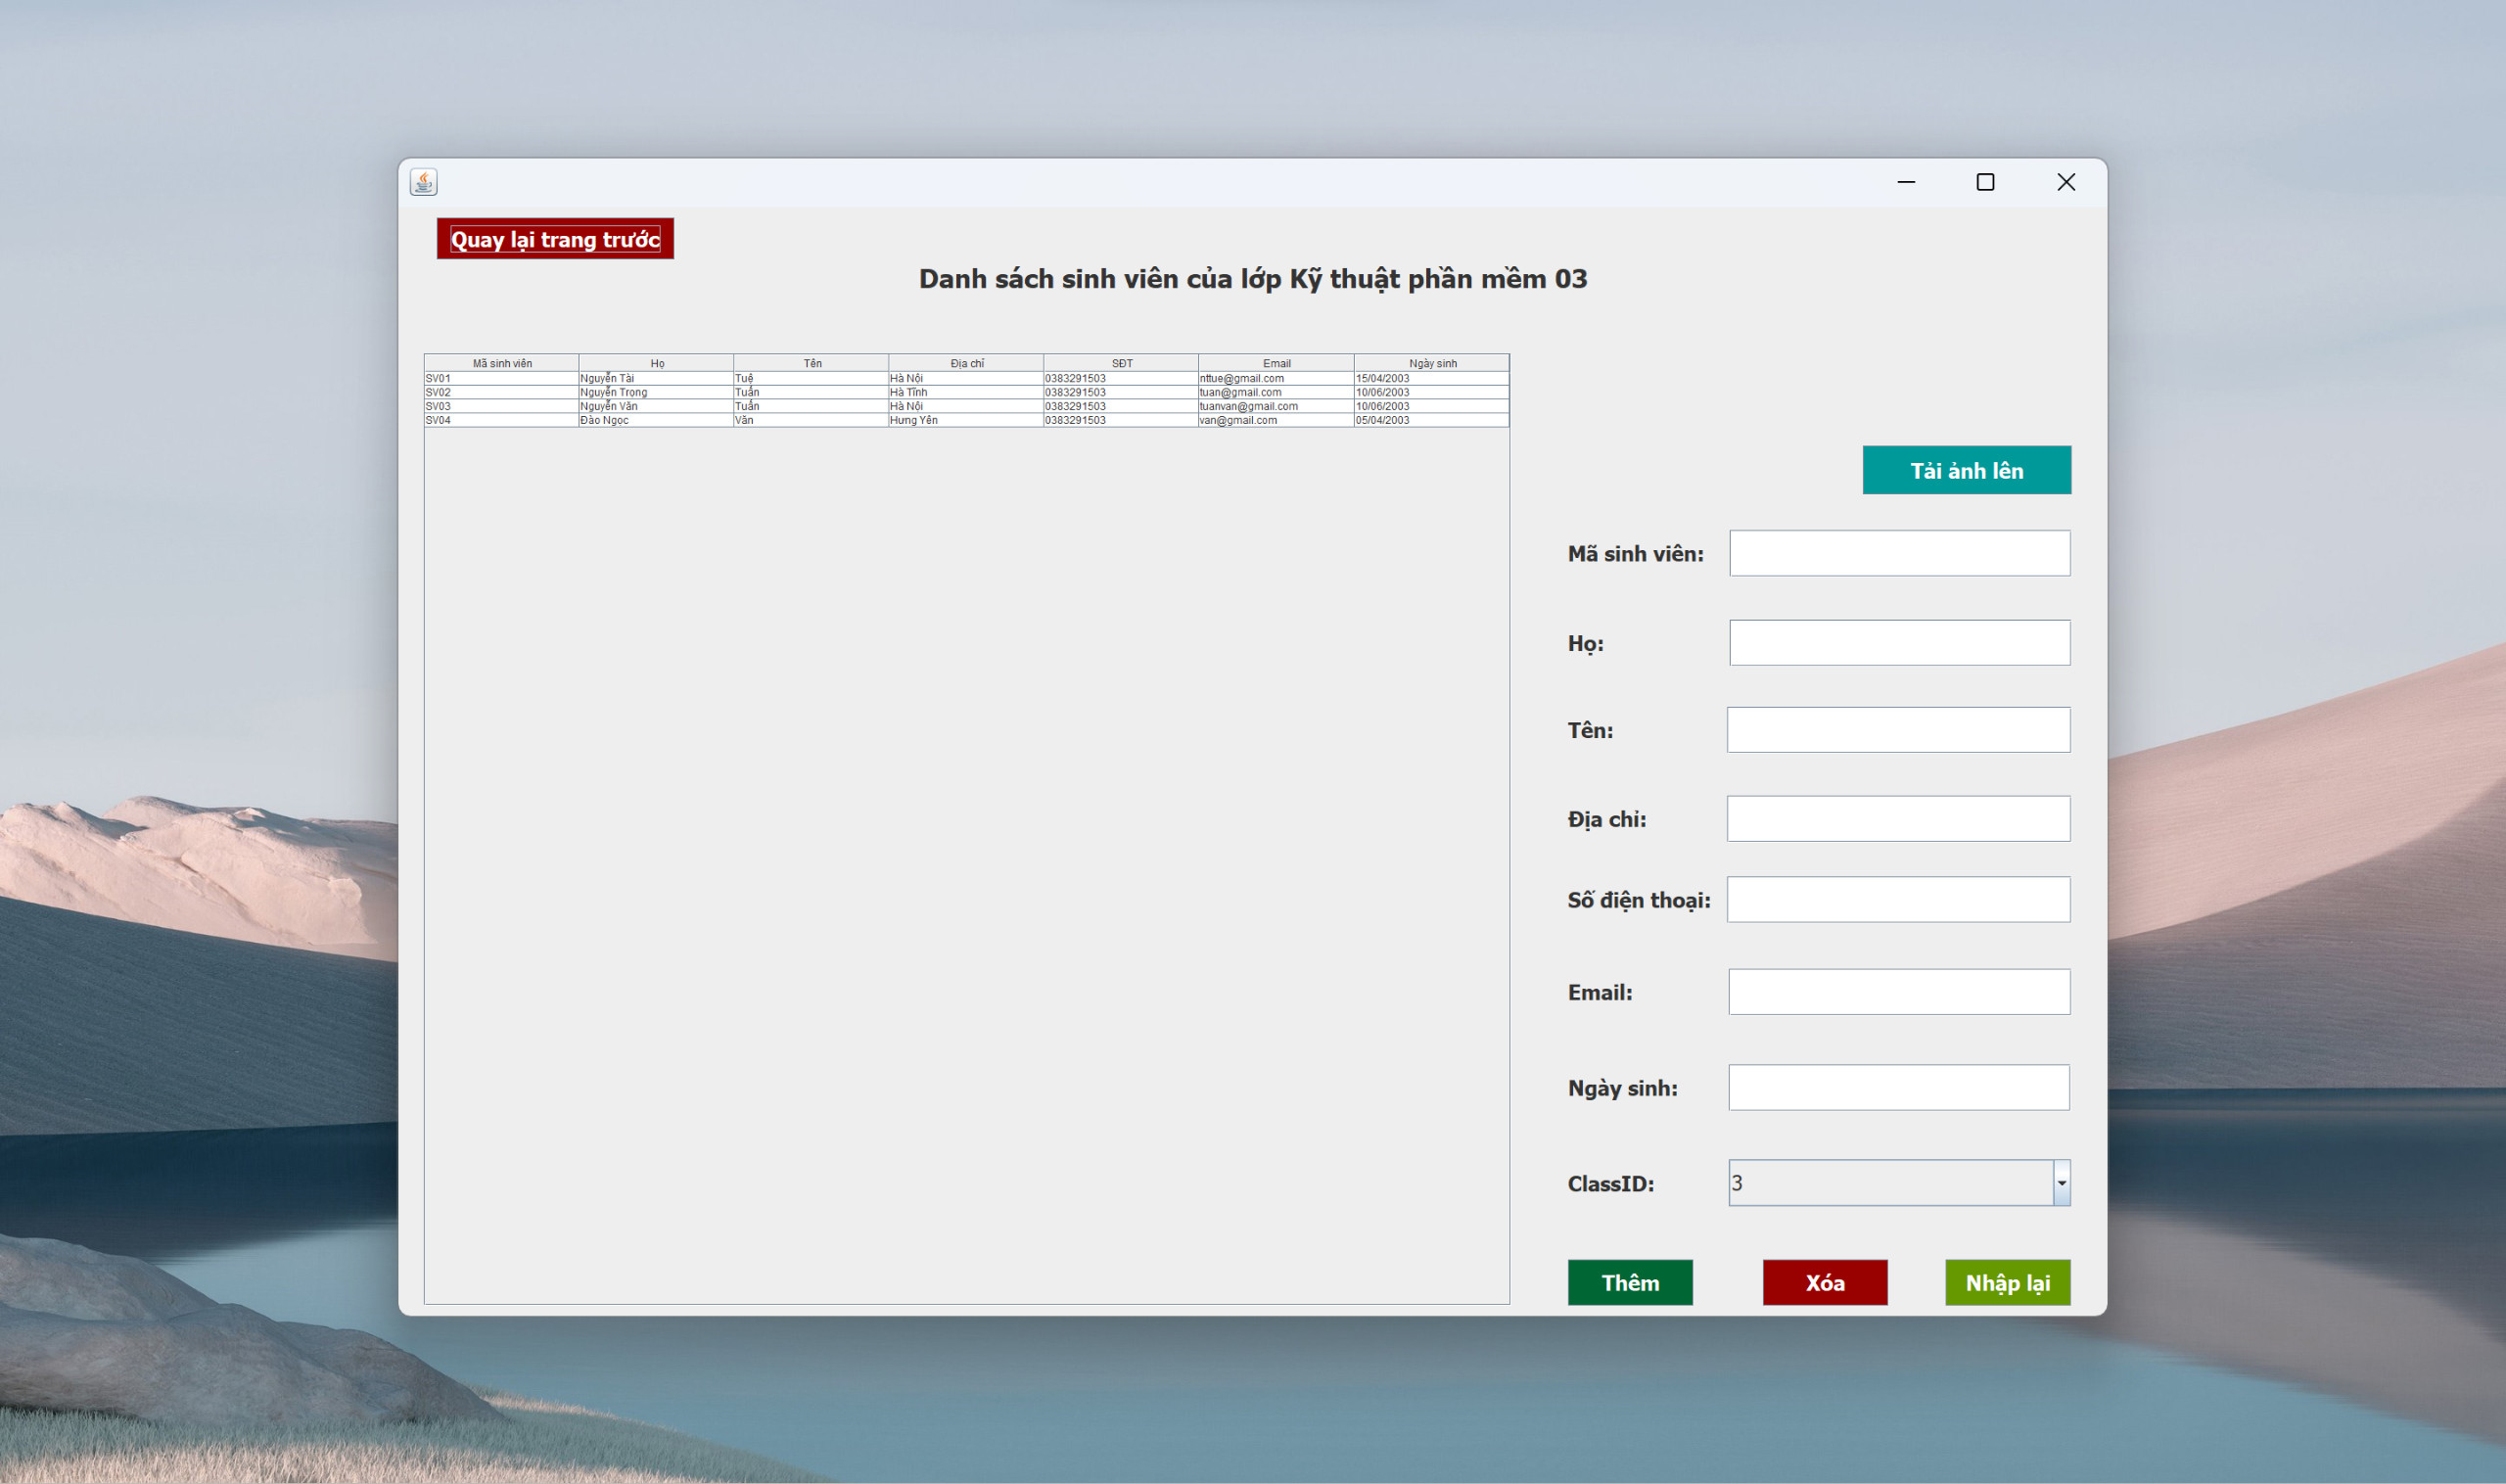 Quay lại trang trước
Danh sách sinh viên của lớp Kỹ thuật phần mềm 03
Mã sinh viên Họ Tên Địa chỉ SĐT Email Ngày sinh
SV01 Nguyễn Tài Tuệ Hà Nội 0383291503 nttue@gmail.com 15/04/2003
SV02 Nguyễn Trọng Tuấn Hà Tĩnh 0383291503 tuan@gmail.com 10/06/2003
SV03 Nguyễn Văn Tuấn Hà Nội 0383291503 tuanvan@gmail.com 10/06/2003
SV04 Đào Ngọc Văn Hưng Yên 0383291503 van@gmail.com 05/04/2003
Tải ảnh lên
Mã sinh viên:
Họ:
Tên:
Địa chỉ:
Số điện thoại:
Email:
Ngày sinh:
ClassID: 3
Thêm Xóa Nhập lại